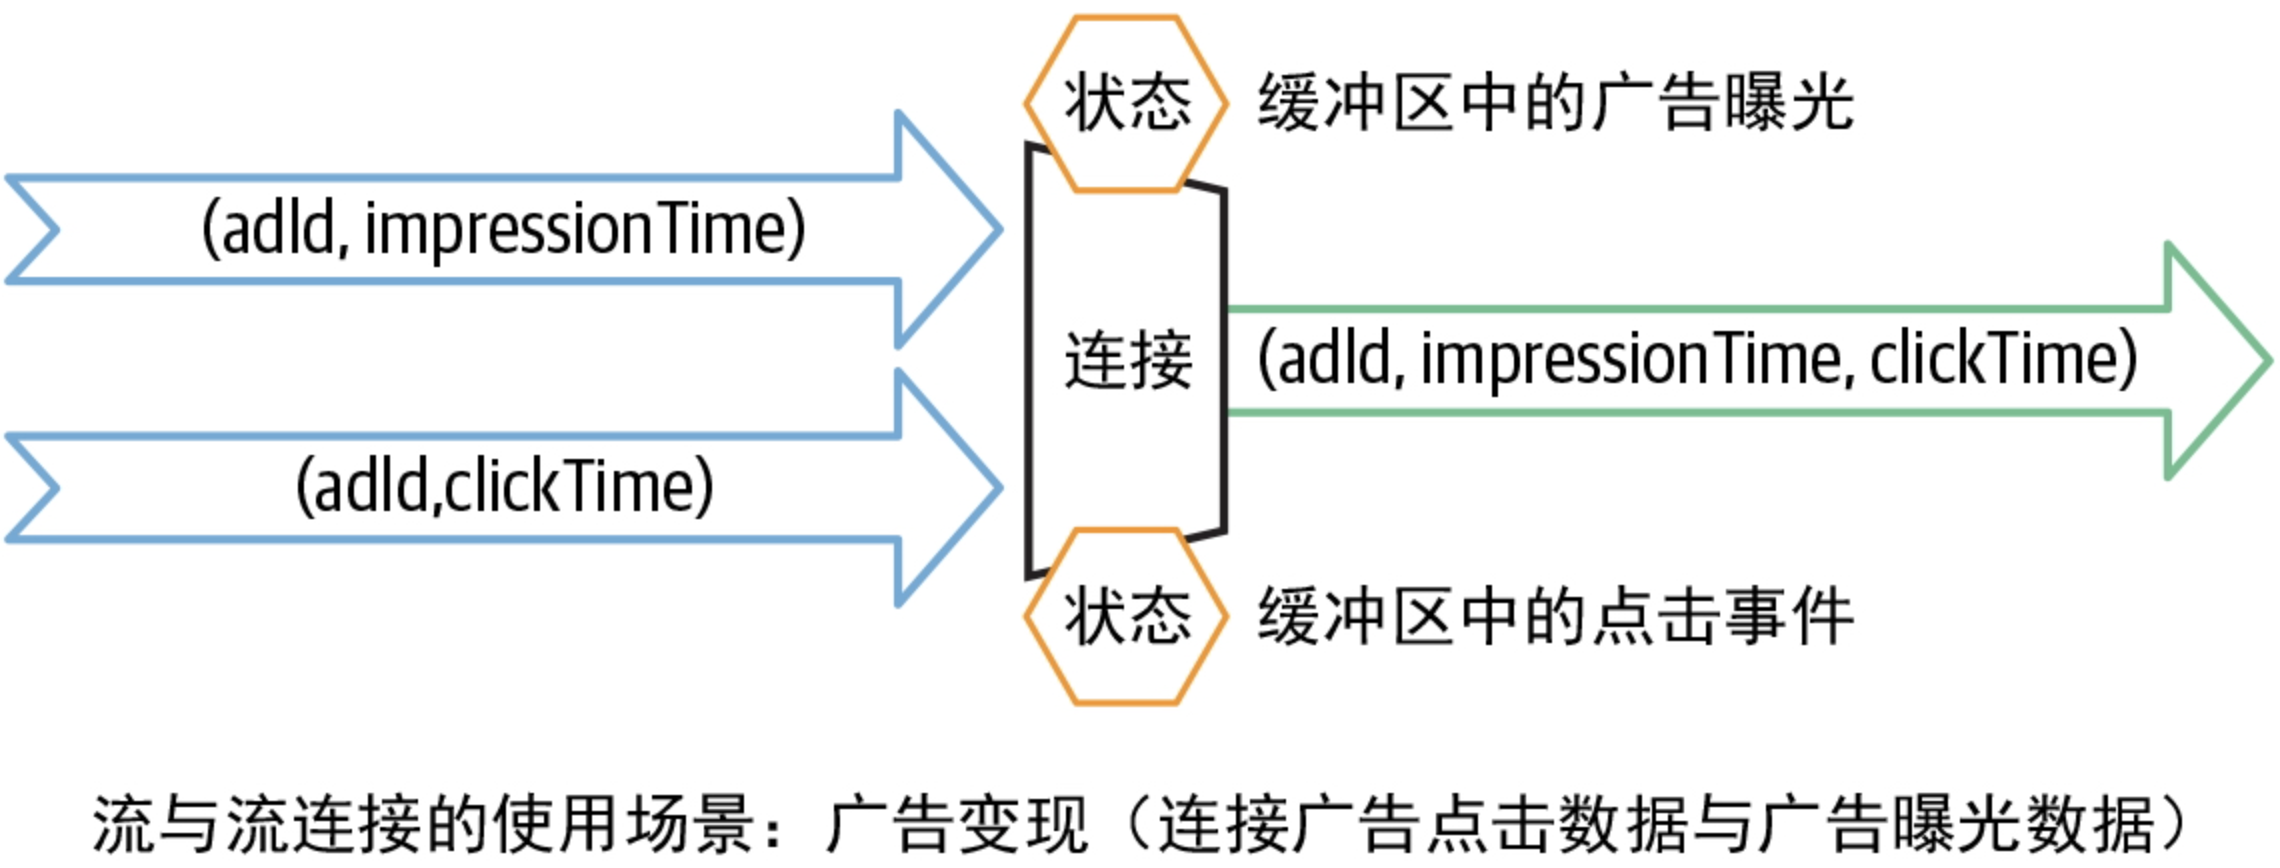 状态
缓冲区中的广告曝光
(adId, impressionTime)
连接
(adId, impressionTime, clickTime)
(adId,clickTime)
状态
缓冲区中的点击事件
流与流连接的使用场景：广告变现（连接广告点击数据与广告曝光数据）